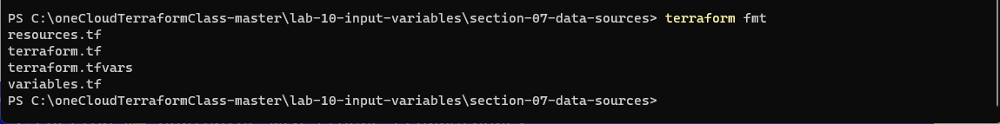 PS C:\oneCloudTerraformClass-master\lab-10-input-variables\section-07-data-sources> terraform fmt
resources.tf
terraform.tf
terraform.tfvars
variables.tf
PS C:\oneCloudTerraformClass-master\lab-10-input-variables\section-07-data-sources>